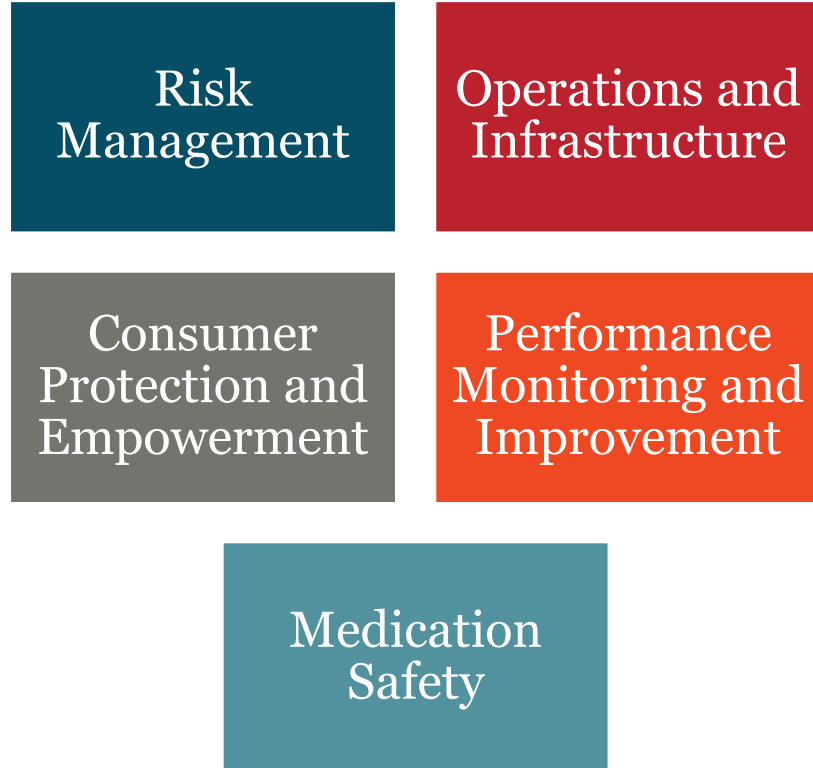 Risk
Management
Operations and
Infrastructure
Consumer
Protection and
Empowerment
Performance
Monitoring and
Improvement
Medication
Safety